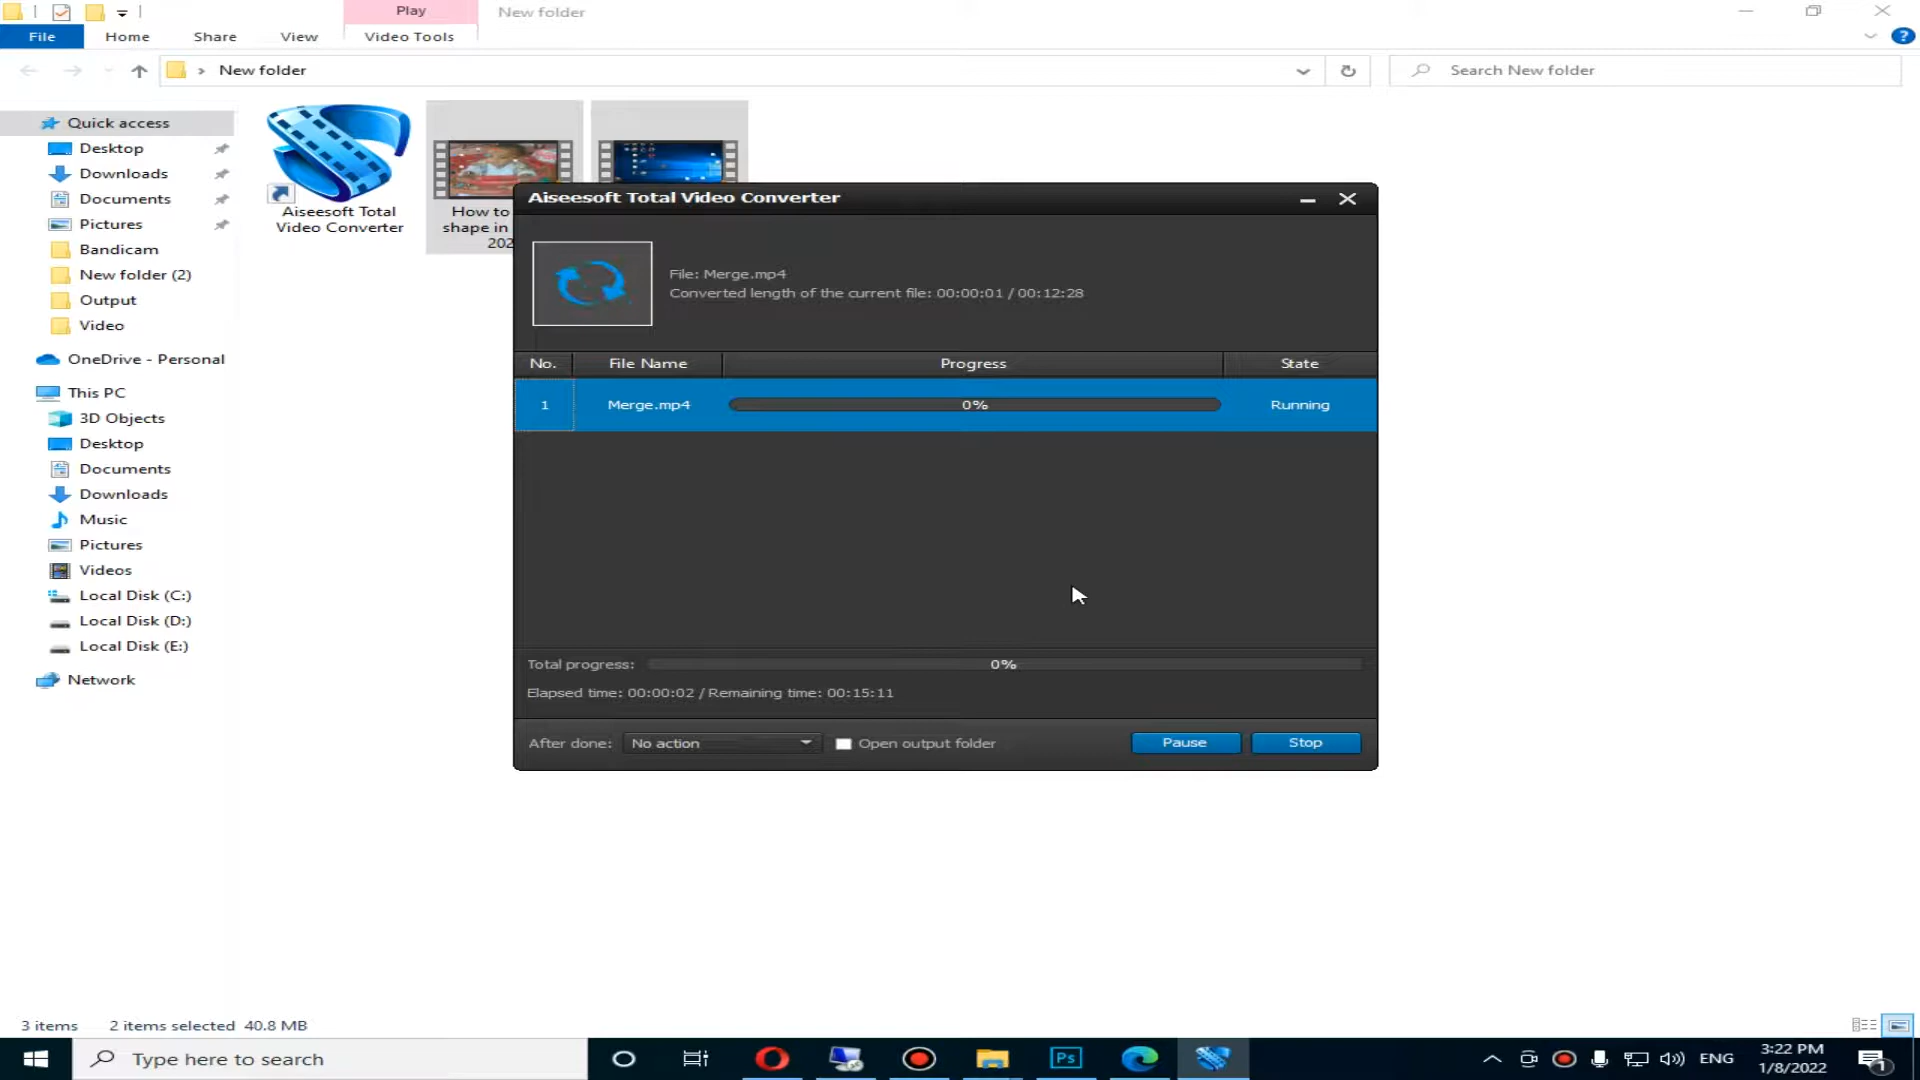 Play
New folder
File
Home
Share
View
Video Tools
?
New folder
Search New folder
Quick access
Desktop
Downloads
Documents
Pictures
Bandicam
New folder (2)
Output
Video
OneDrive - Personal
This PC
3D Objects
Desktop
Documents
Downloads
Music
Pictures
Videos
Local Disk (C:)
Local Disk (D:)
Local Disk (E:)
Network
Aiseesoft Total
Video Converter
How to
shape in
202
Aiseesoft Total Video Converter
File: Merge.mp4
Converted length of the current file: 00:00:01 / 00:12:28
No. File Name Progress State
1 Merge.mp4 0% Running
Total progress: 0%
Elapsed time: 00:00:02 / Remaining time: 00:15:11
After done: No action Open output folder Pause Stop
3 items 2 items selected 40.8 MB
Type here to search
Ps
ENG
3:22 PM
1/8/2022
1